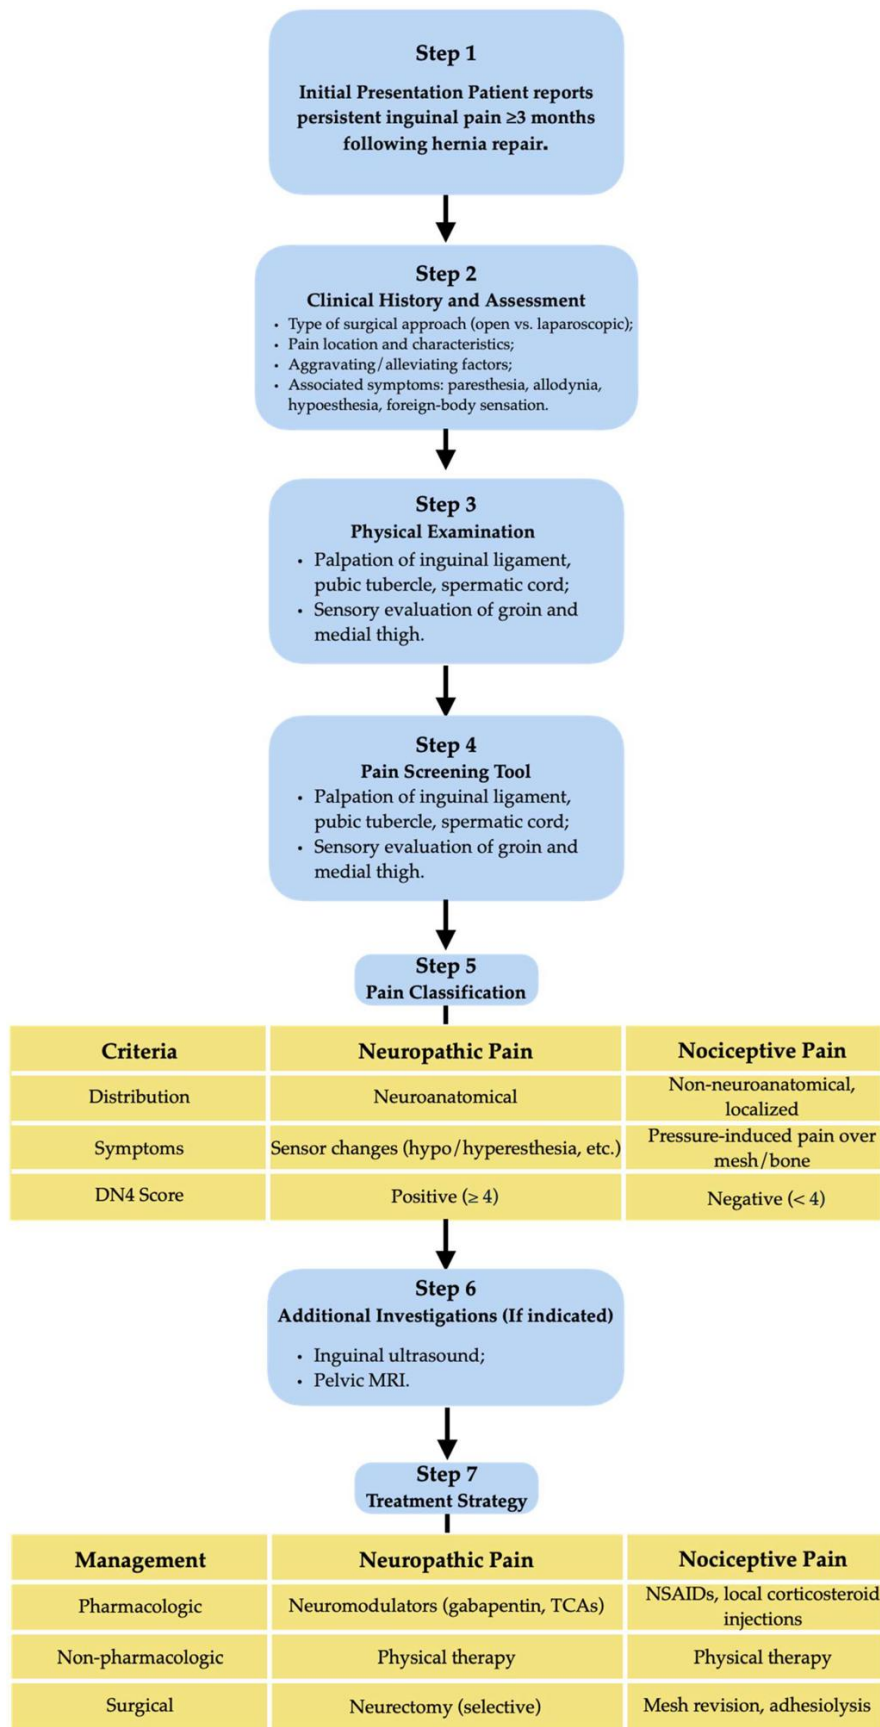 Step 1
Initial Presentation Patient reports
persistent inguinal pain ≥3 months
following hernia repair.
Step 2
Clinical History and Assessment
• Type of surgical approach (open vs. laparoscopic);
• Pain location and characteristics;
• Aggravating/alleviating factors;
• Associated symptoms: paresthesia, allodynia,
hypoesthesia, foreign-body sensation.
Step 3
Physical Examination
• Palpation of inguinal ligament,
pubic tubercle, spermatic cord;
• Sensory evaluation of groin and
medial thigh.
Step 4
Pain Screening Tool
• Palpation of inguinal ligament,
pubic tubercle, spermatic cord;
• Sensory evaluation of groin and
medial thigh.
Step 5
Pain Classification
Criteria Neuropathic Pain Nociceptive Pain
Distribution Neuroanatomical Non-neuroanatomical,
localized
Symptoms Sensor changes (hypo/hyperesthesia, etc.) Pressure-induced pain over
mesh/bone
DN4 Score Positive (≥ 4) Negative (< 4)
Step 6
Additional Investigations (If indicated)
• Inguinal ultrasound;
• Pelvic MRI.
Step 7
Treatment Strategy
Management Neuropathic Pain Nociceptive Pain
Pharmacologic Neuromodulators (gabapentin, TCAs) NSAIDs, local corticosteroid
injections
Non-pharmacologic Physical therapy Physical therapy
Surgical Neurectomy (selective) Mesh revision, adhesiolysis